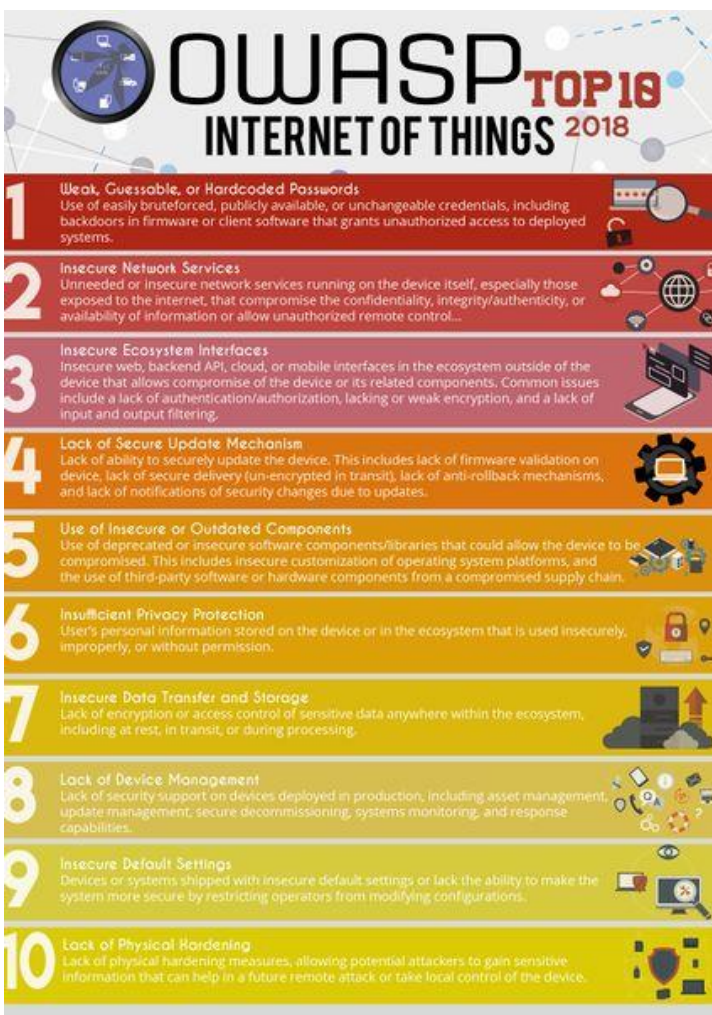 OWASP TOP 10
INTERNET OF THINGS 2018
1
Weak, Guessable, or Hardcoded Passwords
Use of easily bruteforced, publicly available, or unchangeable credentials, including
backdoors in firmware or client software that grants unauthorized access to deployed
systems.
2
Insecure Network Services
Unneeded or insecure network services running on the device itself, especially those
exposed to the internet, that compromise the confidentiality, integrity/authenticity, or
availability of information or allow unauthorized remote control...
3
Insecure Ecosystem Interfaces
Insecure web, backend API, cloud, or mobile interfaces in the ecosystem outside of the
device that allows compromise of the device or its related components. Common issues
include a lack of authentication/authorization, lacking or weak encryption, and a lack of
input and output filtering.
4
Lack of Secure Update Mechanism
Lack of ability to securely update the device. This includes lack of firmware validation on
device, lack of secure delivery (un-encrypted in transit), lack of anti-rollback mechanisms,
and lack of notifications of security changes due to updates.
5
Use of Insecure or Outdated Components
Use of deprecated or insecure software components/libraries that could allow the device to be
compromised. This includes insecure customization of operating system platforms, and
the use of third-party software or hardware components from a compromised supply chain.
6
Insufficient Privacy Protection
User's personal information stored on the device or in the ecosystem that is used insecurely,
improperly, or without permission.
7
Insecure Data Transfer and Storage
Lack of encryption or access control of sensitive data anywhere within the ecosystem,
including at rest, in transit, or during processing.
8
Lack of Device Management
Lack of security support on devices deployed in production, including asset management,
update management, secure decommissioning, systems monitoring, and response
capabilities.
9
Insecure Default Settings
Devices or systems shipped with insecure default settings or lack the ability to make the
system more secure by restricting operators from modifying configurations.
10
Lack of Physical Hardening
Lack of physical hardening measures, allowing potential attackers to gain sensitive
information that can help in a future remote attack or take local control of the device.